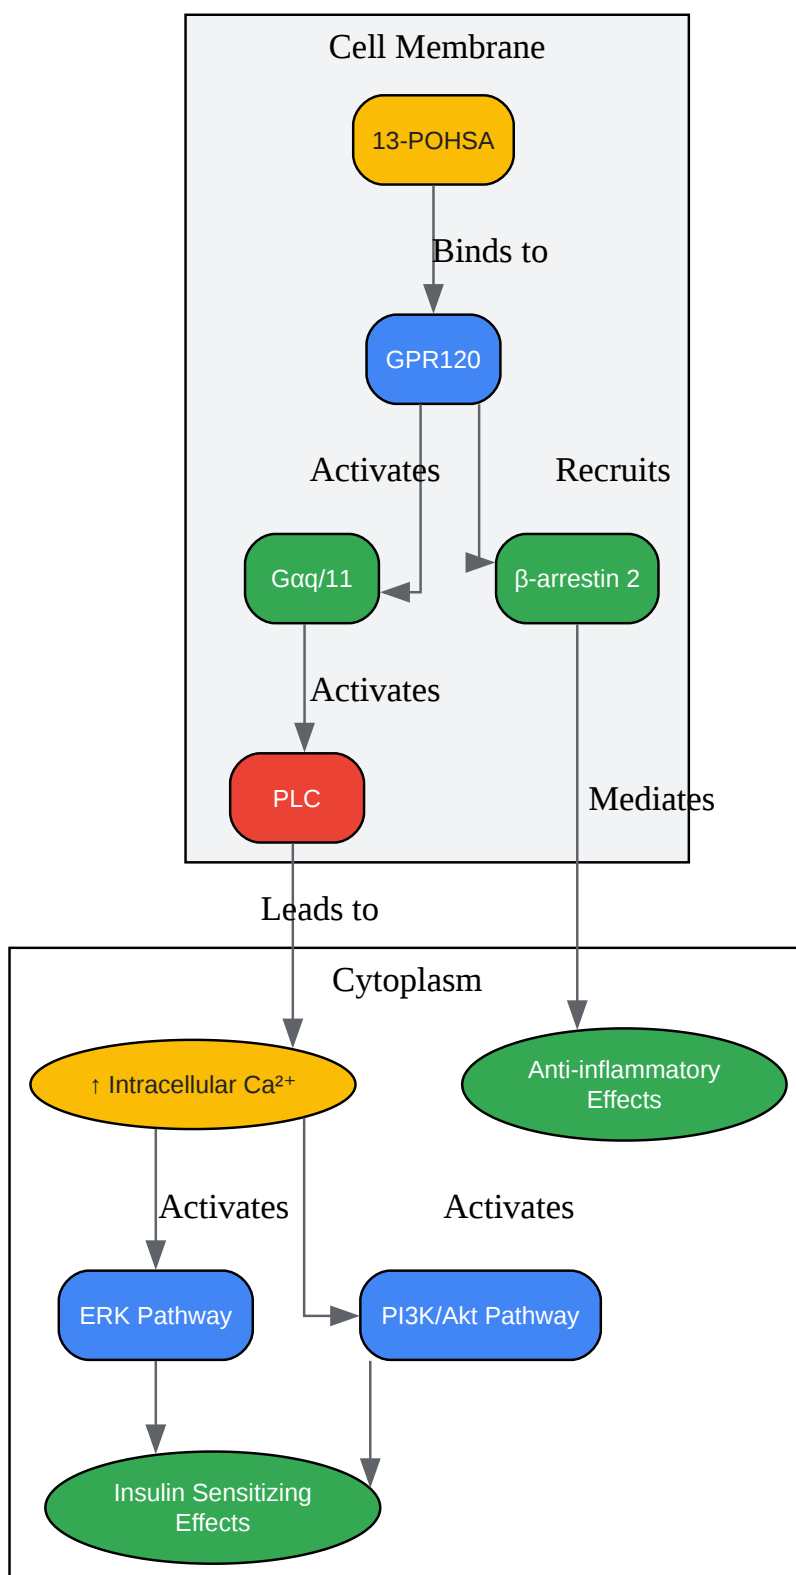 Cell Membrane
13-POHSA
Binds to
GPR120
Activates
Recruits
Gαq/11
β-arrestin 2
Activates
PLC
Mediates
Leads to
Cytoplasm
↑ Intracellular Ca²⁺
Anti-inflammatory
Effects
Activates
Activates
ERK Pathway
PI3K/Akt Pathway
Insulin Sensitizing
Effects